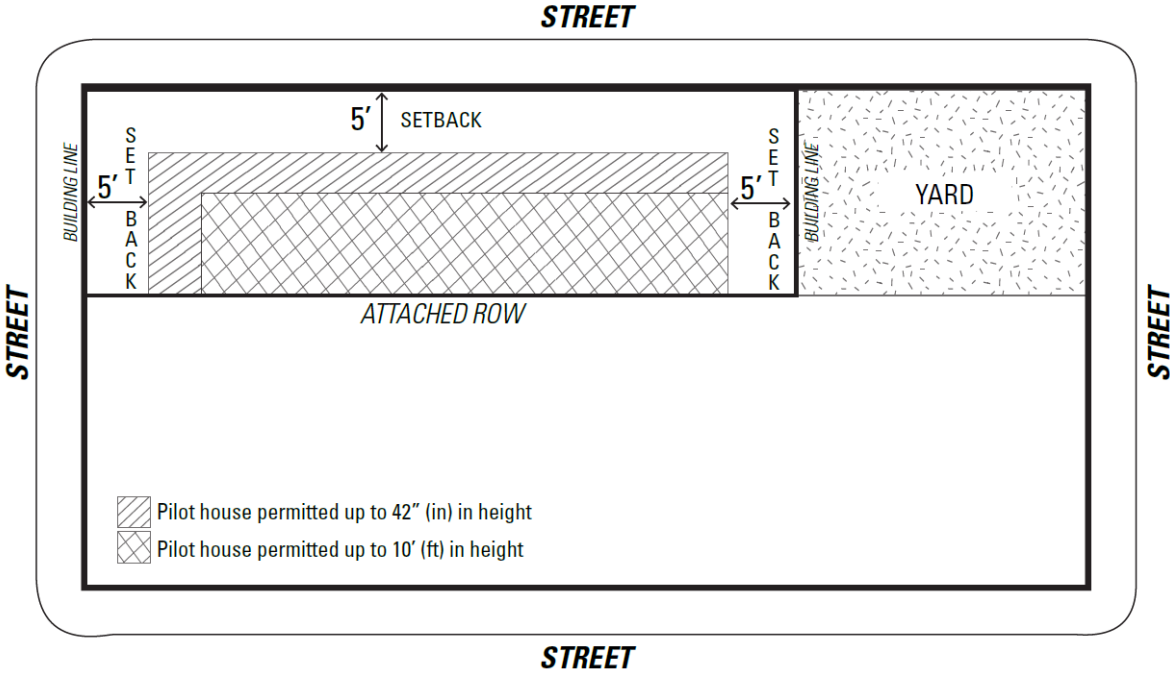 STREET
5′ SETBACK
SET BACK
5′
BUILDING LINE
SET BACK
5′
BUILDING LINE
YARD
ATTACHED ROW
STREET
STREET
Pilot house permitted up to 42” (in) in height
Pilot house permitted up to 10’ (ft) in height
STREET